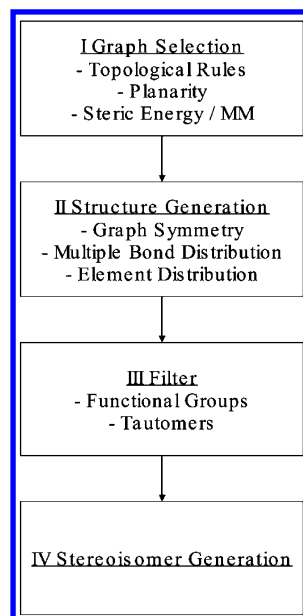 I Graph Selection
- Topological Rules
- Planarity
- Steric Energy / MM
II Structure Generation
- Graph Symmetry
- Multiple Bond Distribution
- Element Distribution
III Filter
- Functional Groups
- Tautomers
IV Stereoisomer Generation